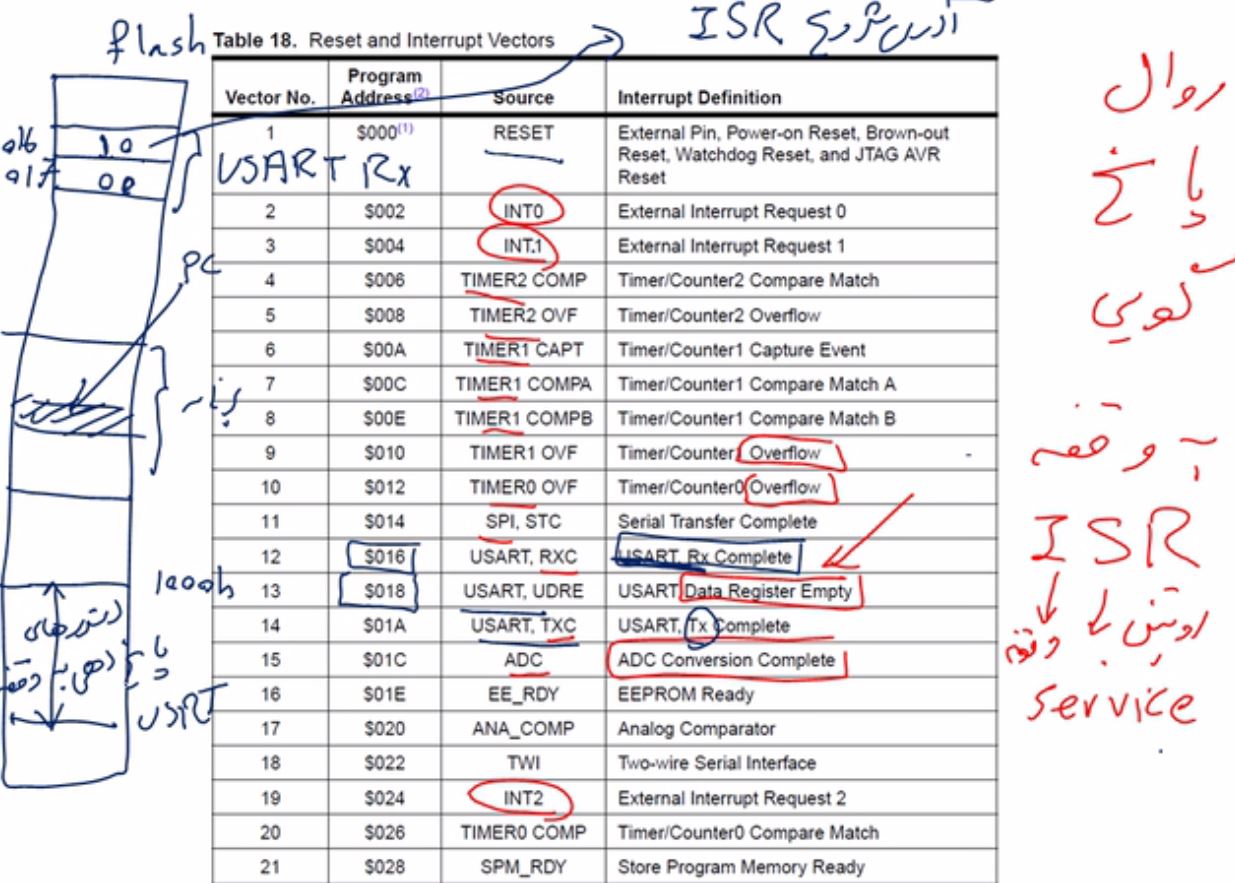 flash
Table 18. Reset and Interrupt Vectors
آدرس شروع ISR
Vector No. Program Address(2) Source Interrupt Definition
1 $000(1) RESET External Pin, Power-on Reset, Brown-out Reset, Watchdog Reset, and JTAG AVR Reset
USART Rx
2 $002 INT0 External Interrupt Request 0
3 $004 INT1 External Interrupt Request 1
4 $006 TIMER2 COMP Timer/Counter2 Compare Match
5 $008 TIMER2 OVF Timer/Counter2 Overflow
6 $00A TIMER1 CAPT Timer/Counter1 Capture Event
7 $00C TIMER1 COMPA Timer/Counter1 Compare Match A
8 $00E TIMER1 COMPB Timer/Counter1 Compare Match B
9 $010 TIMER1 OVF Timer/Counter1 Overflow
10 $012 TIMER0 OVF Timer/Counter0 Overflow
11 $014 SPI, STC Serial Transfer Complete
12 $016 USART, RXC USART, Rx Complete
13 $018 USART, UDRE USART Data Register Empty
14 $01A USART, TXC USART, Tx Complete
15 $01C ADC ADC Conversion Complete
16 $01E EE_RDY EEPROM Ready
17 $020 ANA_COMP Analog Comparator
18 $022 TWI Two-wire Serial Interface
19 $024 INT2 External Interrupt Request 2
20 $026 TIMER0 COMP Timer/Counter0 Compare Match
21 $028 SPM_RDY Store Program Memory Ready
016
017
PC
1000h
USART
روال
پاسخ
گویی
به وقفه
ISR
روتین
وقفه
service